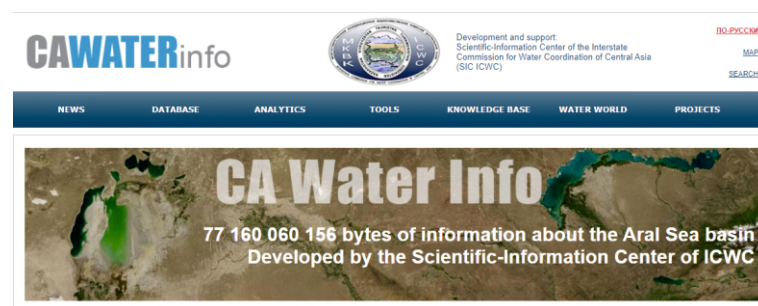 CAWATERinfo
Development and support:
Scientific-Information Center of the Interstate
Commission for Water Coordination of Central Asia
(SIC ICWC)
ПО-РУССКИ
MAP
SEARCH
МКВК
ICWC
NEWS DATABASE ANALYTICS TOOLS KNOWLEDGE BASE WATER WORLD PROJECTS
CA Water Info
77 160 060 156 bytes of information about the Aral Sea basin
Developed by the Scientific-Information Center of ICWC